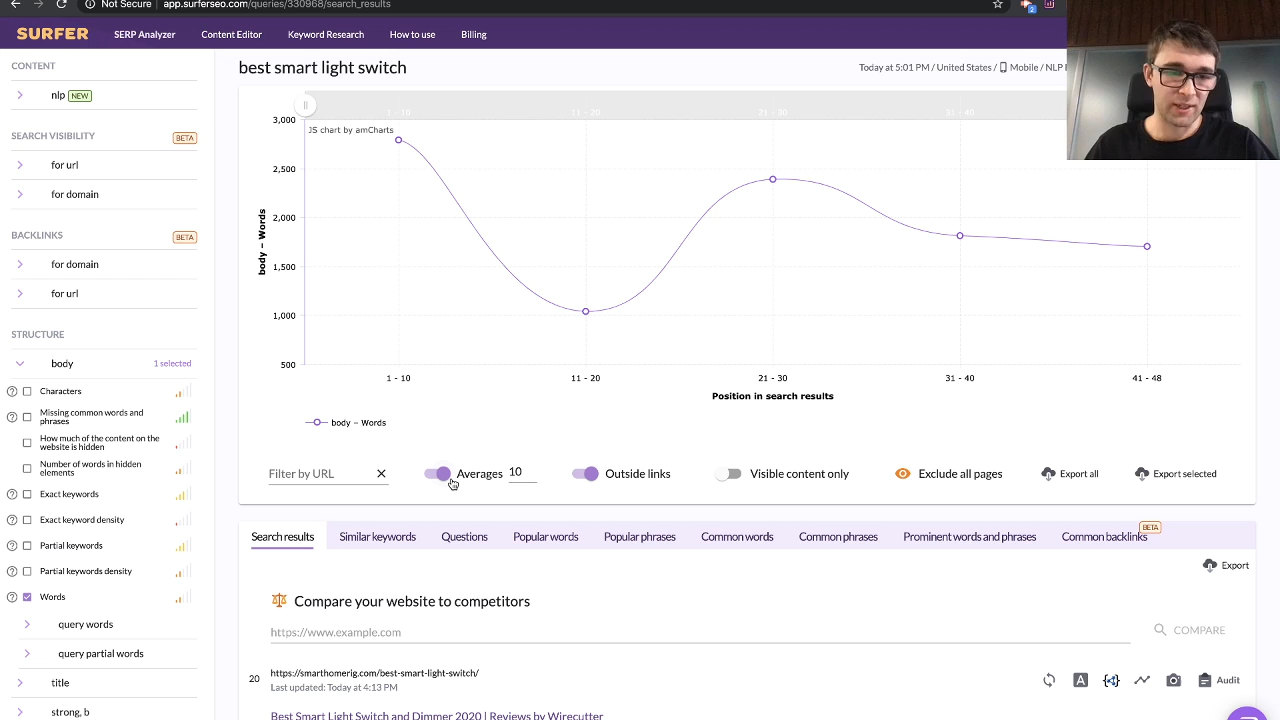 Not Secure | app.surferseo.com/queries/330968/search_results
2
SURFER
SERP Analyzer
Content Editor
Keyword Research
How to use
Billing
CONTENT
nlp NEW
SEARCH VISIBILITY BETA
for url
for domain
BACKLINKS BETA
for domain
for url
STRUCTURE
body 1 selected
Characters
Missing common words and
phrases
How much of the content on the
website is hidden
Number of words in hidden
elements
Exact keywords
Exact keyword density
Partial keywords
Partial keywords density
Words
query words
query partial words
title
strong, b
best smart light switch
Today at 5:01 PM / United States / Mobile / NLP
1 - 10
11 - 20
21 - 30
31 - 40
JS chart by amCharts
3,000
2,500
2,000
1,500
1,000
500
body – Words
1 - 10
11 - 20
21 - 30
31 - 40
41 - 48
Position in search results
body – Words
Filter by URL
Averages 10
Outside links
Visible content only
Exclude all pages
Export all
Export selected
Search results
Similar keywords
Questions
Popular words
Popular phrases
Common words
Common phrases
Prominent words and phrases
Common backlinks BETA
Export
Compare your website to competitors
https://www.example.com
COMPARE
20
https://smarthomerig.com/best-smart-light-switch/
Last updated: Today at 4:13 PM
A
Audit
Best Smart Light Switch and Dimmer 2020 | Reviews by Wirecutter